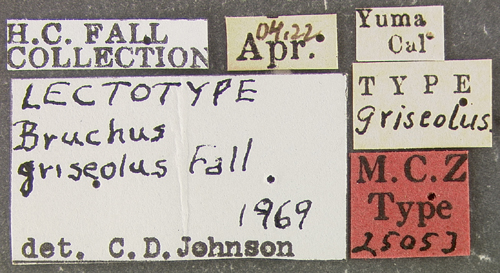 H.C. FALL
COLLECTION
04.22.
Apr.
Yuma
Cal
TYPE
griseolus
LECTOTYPE
Bruchus
griseolus Fall
1969
det. C.D. Johnson
M.C.Z
Type
25053